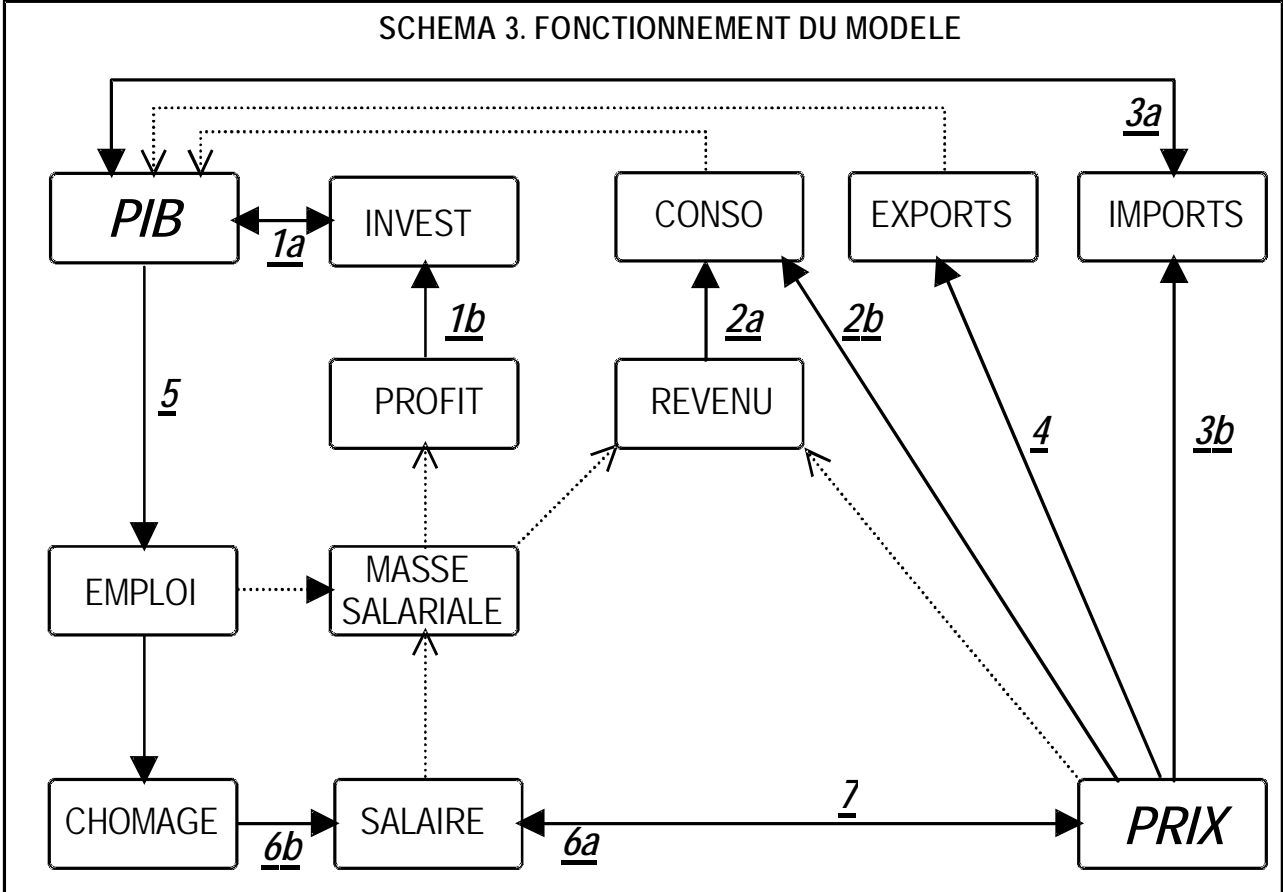 SCHEMA 3. FONCTIONNEMENT DU MODELE
3a
PIB
1a
INVEST
CONSO
EXPORTS
IMPORTS
1b
2a
2b
5
PROFIT
REVENU
4
3b
EMPLOI
MASSE
SALARIALE
CHOMAGE
6b
SALAIRE
6a
7
PRIX